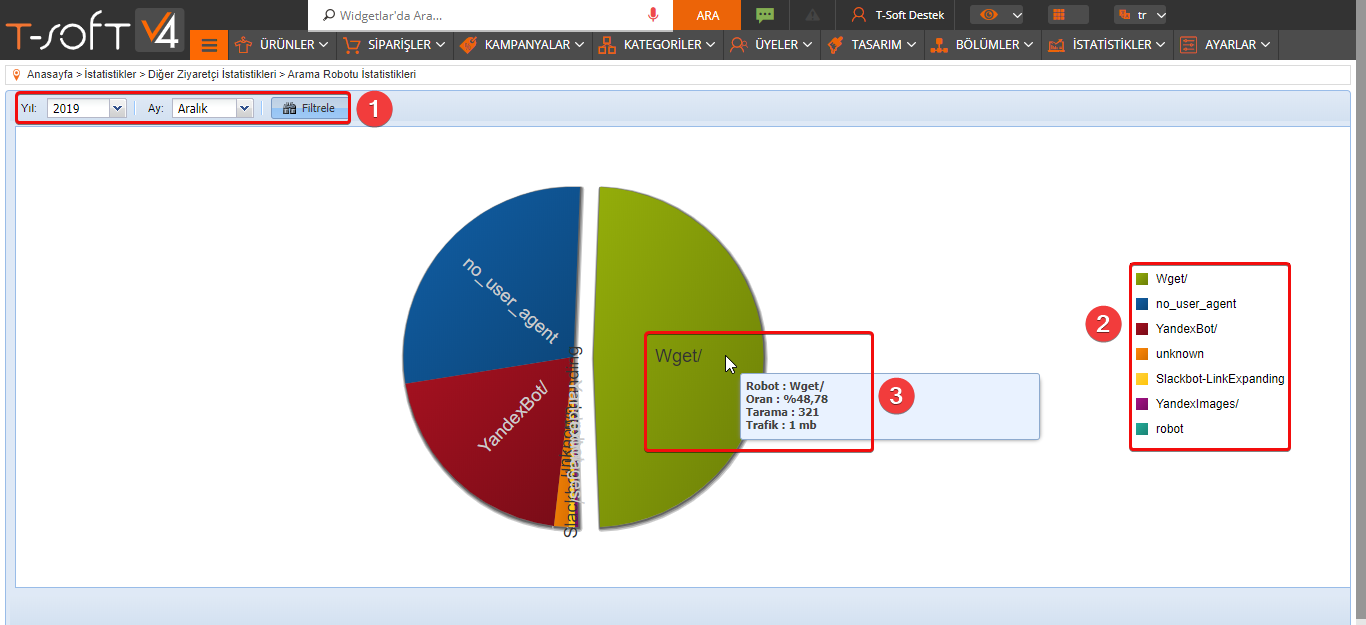 T-SOFT V4
Widgetlar'da Ara...
ARA
T-Soft Destek
tr
ÜRÜNLER
SİPARİŞLER
KAMPANYALAR
KATEGORİLER
ÜYELER
TASARIM
BÖLÜMLER
İSTATİSTİKLER
AYARLAR
Anasayfa > İstatistikler > Diğer Ziyaretçi İstatistikleri > Arama Robotu İstatistikleri
Yıl: 2019 Ay: Aralık Filtrele
1
no_user_agent
YandexBot/
unknown
Slackbot-LinkExpanding
Wget/
Robot : Wget/
Oran : %48,78
Tarama : 321
Trafik : 1 mb
3
2
Wget/
no_user_agent
YandexBot/
unknown
Slackbot-LinkExpanding
YandexImages/
robot